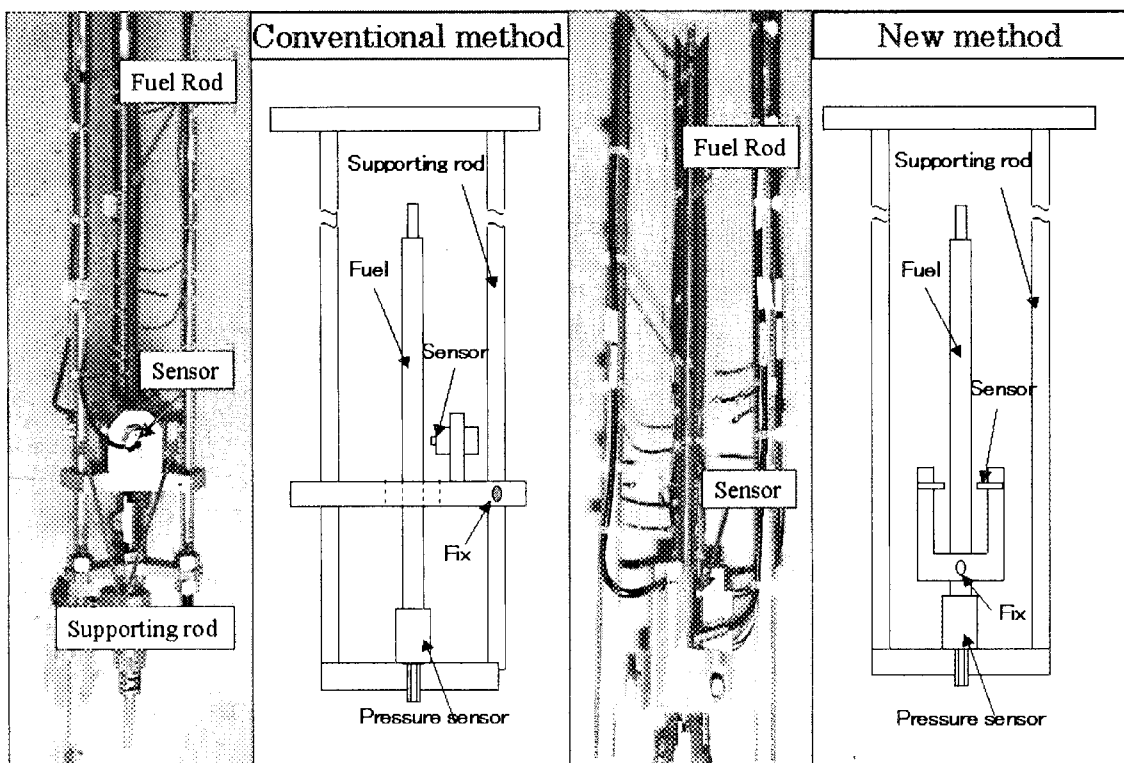 Conventional method
New method
Fuel Rod
Sensor
Supporting rod
Supporting rod
Fuel
Sensor
Fix
Pressure sensor
Fuel Rod
Sensor
Supporting rod
Fuel
Sensor
Fix
Pressure sensor